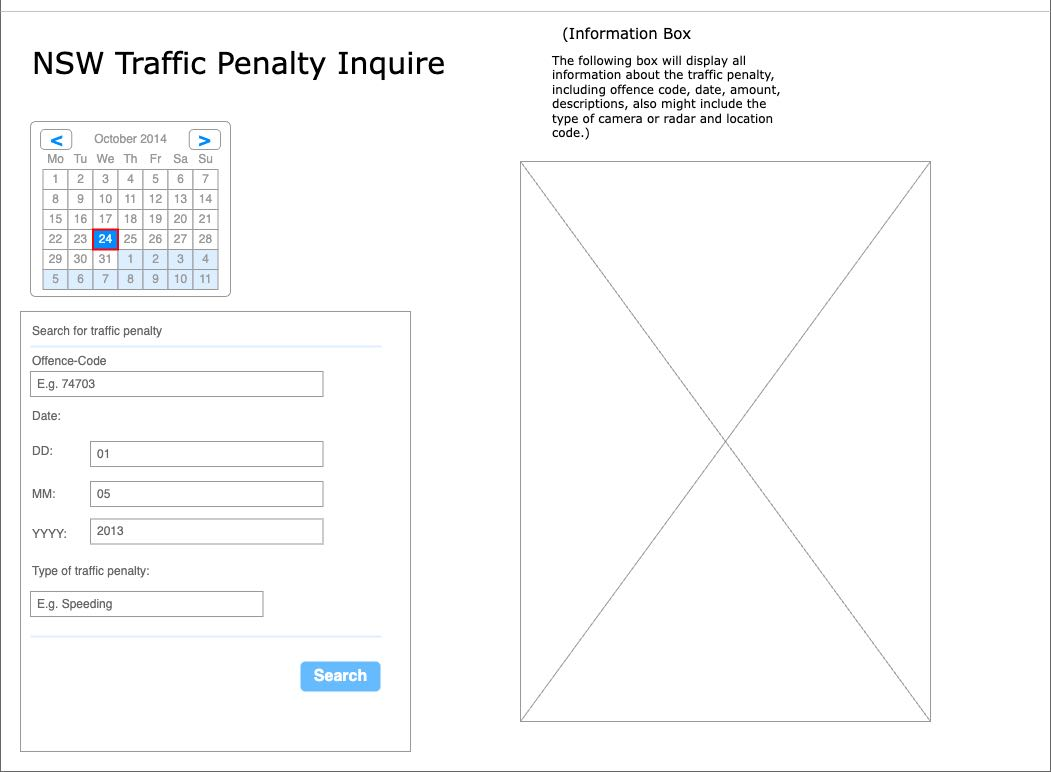 NSW Traffic Penalty Inquire
(Information Box
The following box will display all
information about the traffic penalty,
including offence code, date, amount,
descriptions, also might include the
type of camera or radar and location
code.)
< October 2014 >
Mo Tu We Th Fr Sa Su
1 2 3 4 5 6 7
8 9 10 11 12 13 14
15 16 17 18 19 20 21
22 23 24 25 26 27 28
29 30 31 1 2 3 4
5 6 7 8 9 10 11
Search for traffic penalty
Offence-Code
E.g. 74703
Date:
DD: 01
MM: 05
YYYY: 2013
Type of traffic penalty:
E.g. Speeding
Search